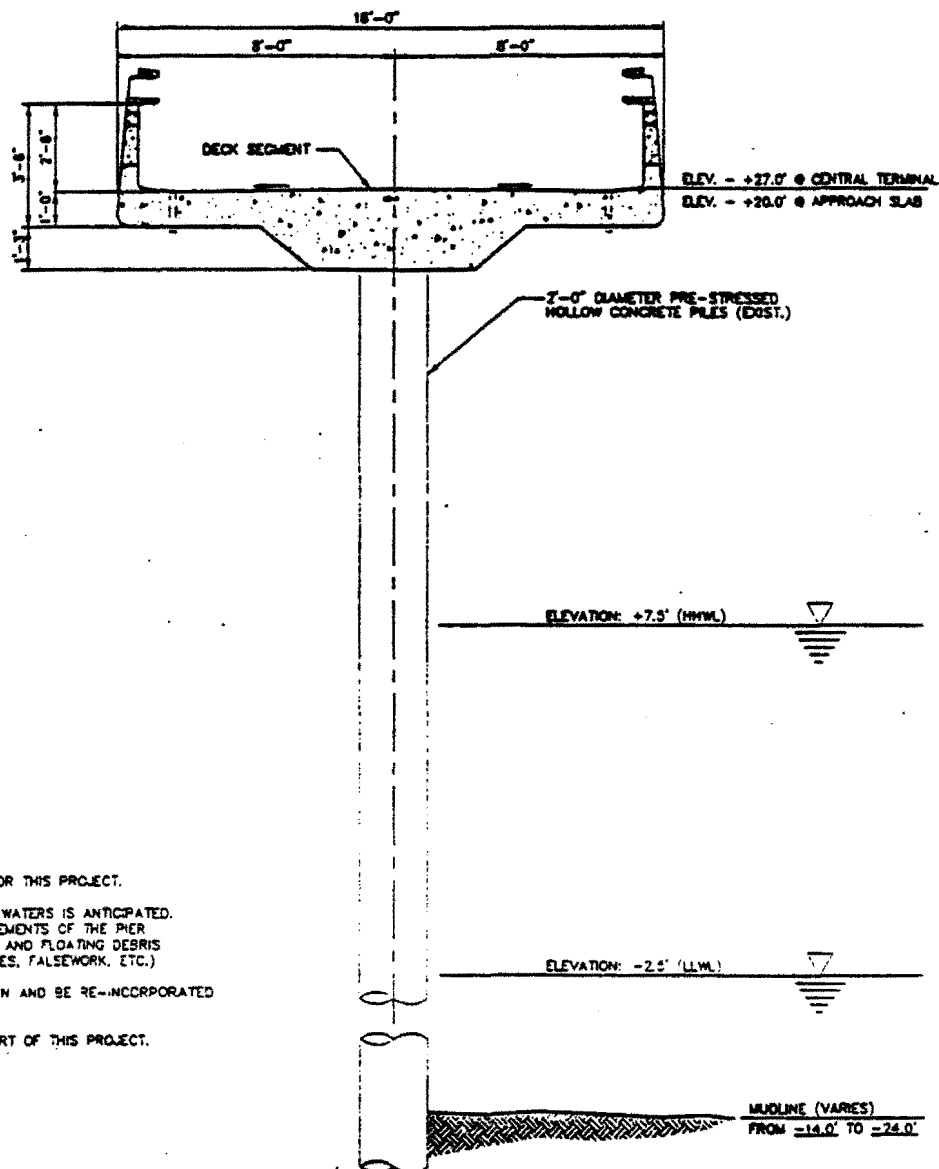 16'-0"
8'-0" 8'-0"
3'-6"
2'-6"
1'-0"
1'-3"
DECK SEGMENT
ELEV. - +27.0' @ CENTRAL TERMINAL
ELEV. - +20.0' @ APPROACH SLAB
2'-0" DIAMETER PRE-STRESSED
HOLLOW CONCRETE PILES (EXIST.)
ELEVATION: +7.5' (HHWL)
OR THIS PROJECT.
WATERS IS ANTICIPATED.
EMENTS OF THE PIER
AND FLOATING DEBRIS
ES, FALSEWORK, ETC.)
N AND BE RE-INCORPORATED
RT OF THIS PROJECT.
ELEVATION: -2.5' (LLWL)
MUDLINE (VARIES)
FROM -14.0' TO -24.0'